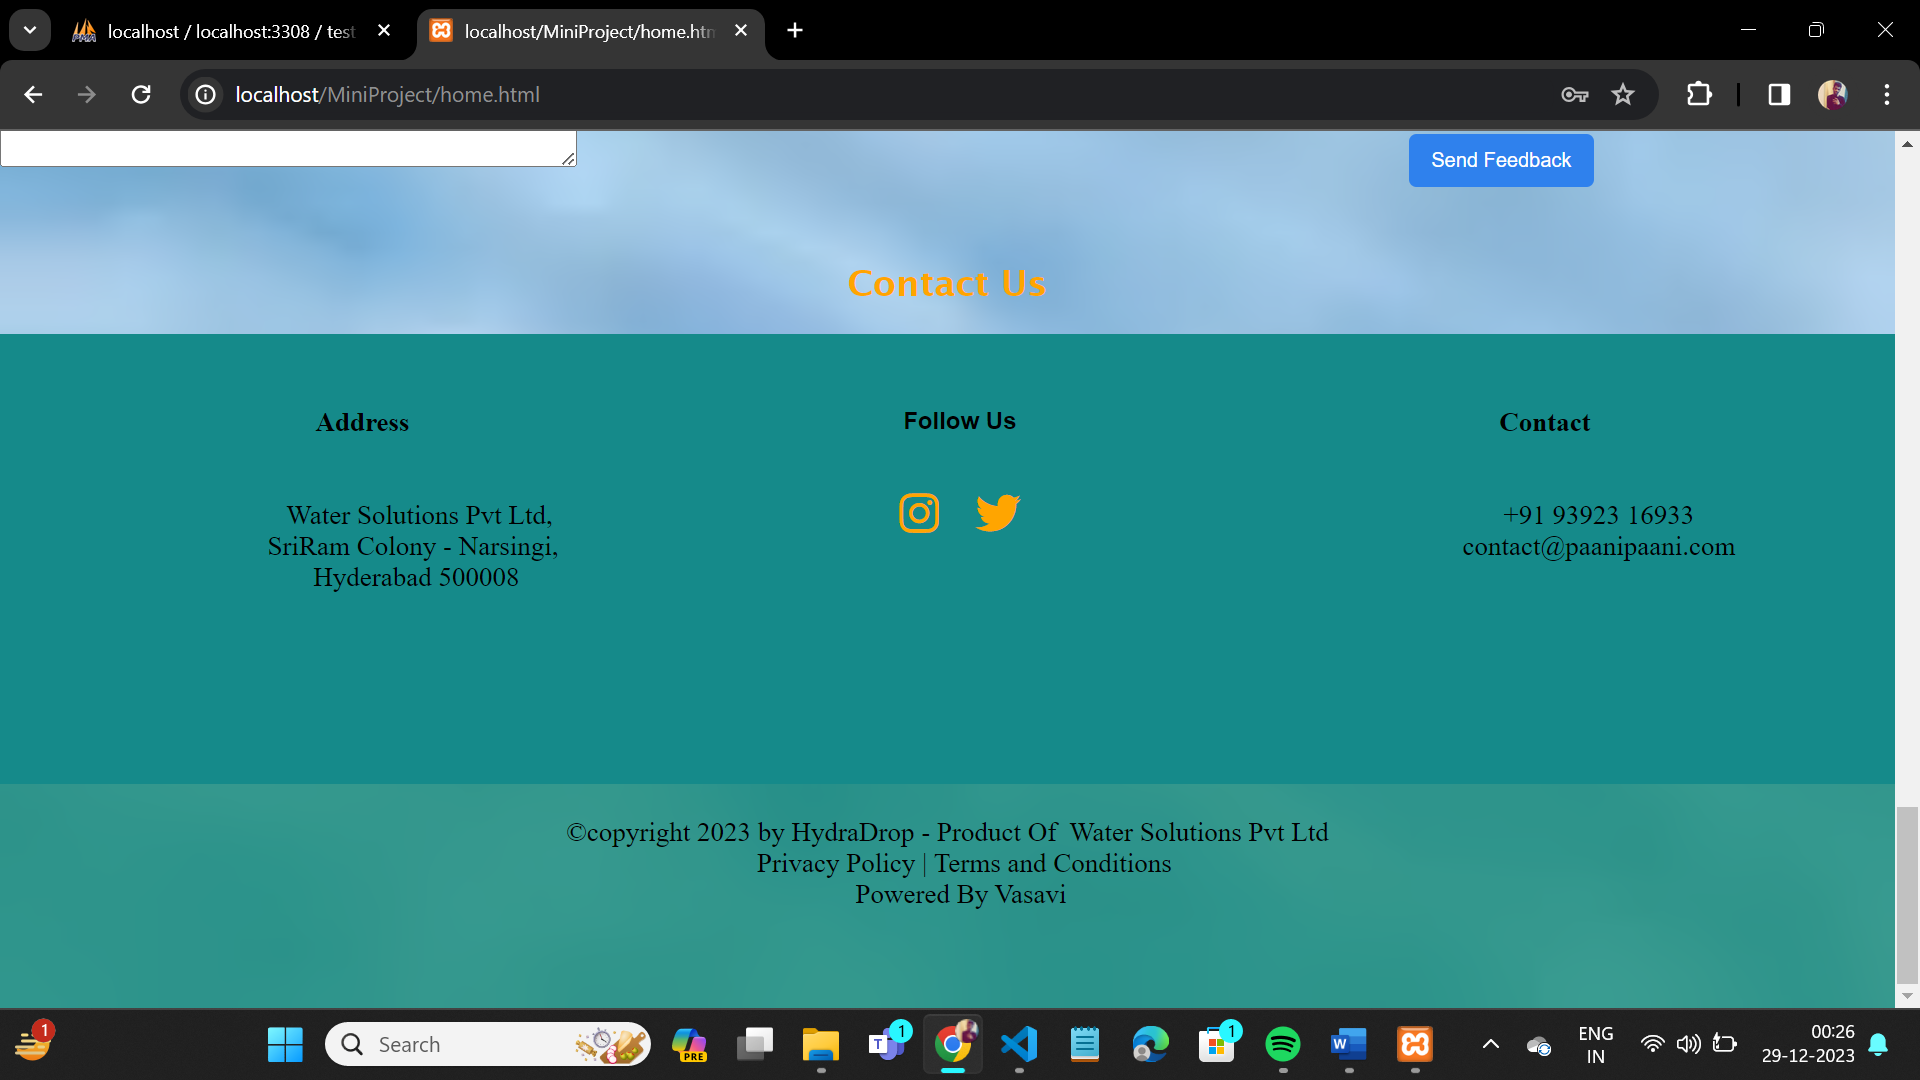 localhost / localhost:3308 / test
localhost/MiniProject/home.htm
localhost/MiniProject/home.html
Send Feedback
Contact Us
Address
Follow Us
Contact
Water Solutions Pvt Ltd,
SriRam Colony - Narsingi,
Hyderabad 500008
+91 93923 16933
contact@paanipaani.com
©copyright 2023 by HydraDrop - Product Of Water Solutions Pvt Ltd
Privacy Policy | Terms and Conditions
Powered By Vasavi
1
Search
PRE
T
1
1
W
ENG
IN
00:26
29-12-2023